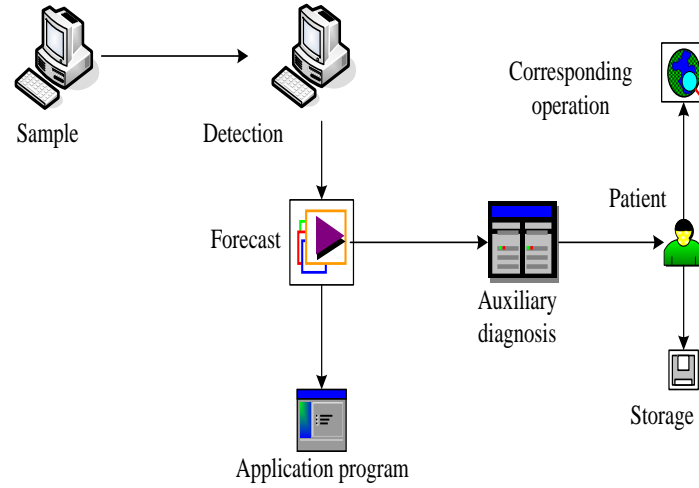 Corresponding
operation
Sample
Detection
Patient
Forecast
Auxiliary
diagnosis
Storage
Application program